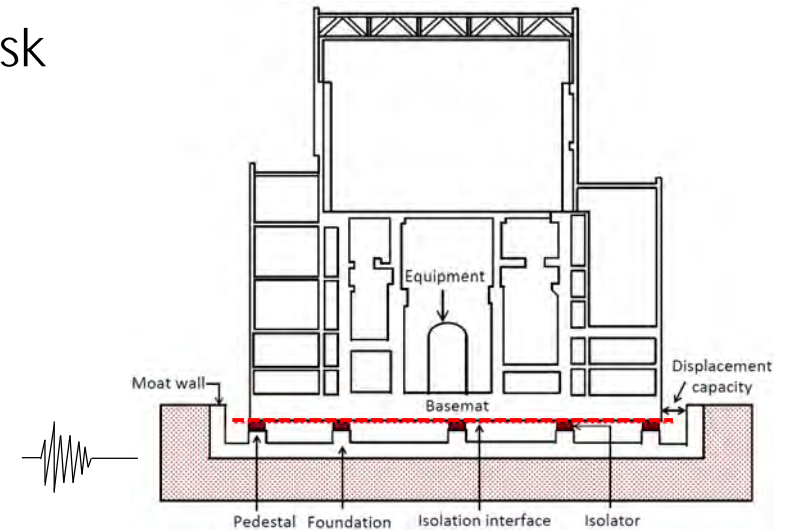 sk
Equipment
Displacement
capacity
Moat wall
Basemat
Pedestal
Foundation
Isolation interface
Isolator